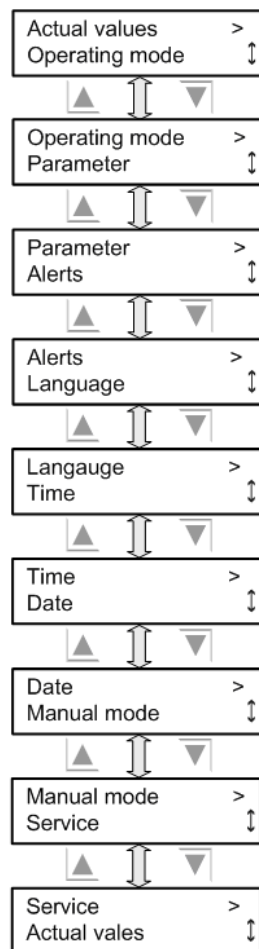 Actual values >
Operating mode ↕
Operating mode >
Parameter ↕
Parameter >
Alerts ↕
Alerts >
Language ↕
Langauge >
Time ↕
Time >
Date ↕
Date >
Manual mode ↕
Manual mode >
Service ↕
Service >
Actual vales ↕